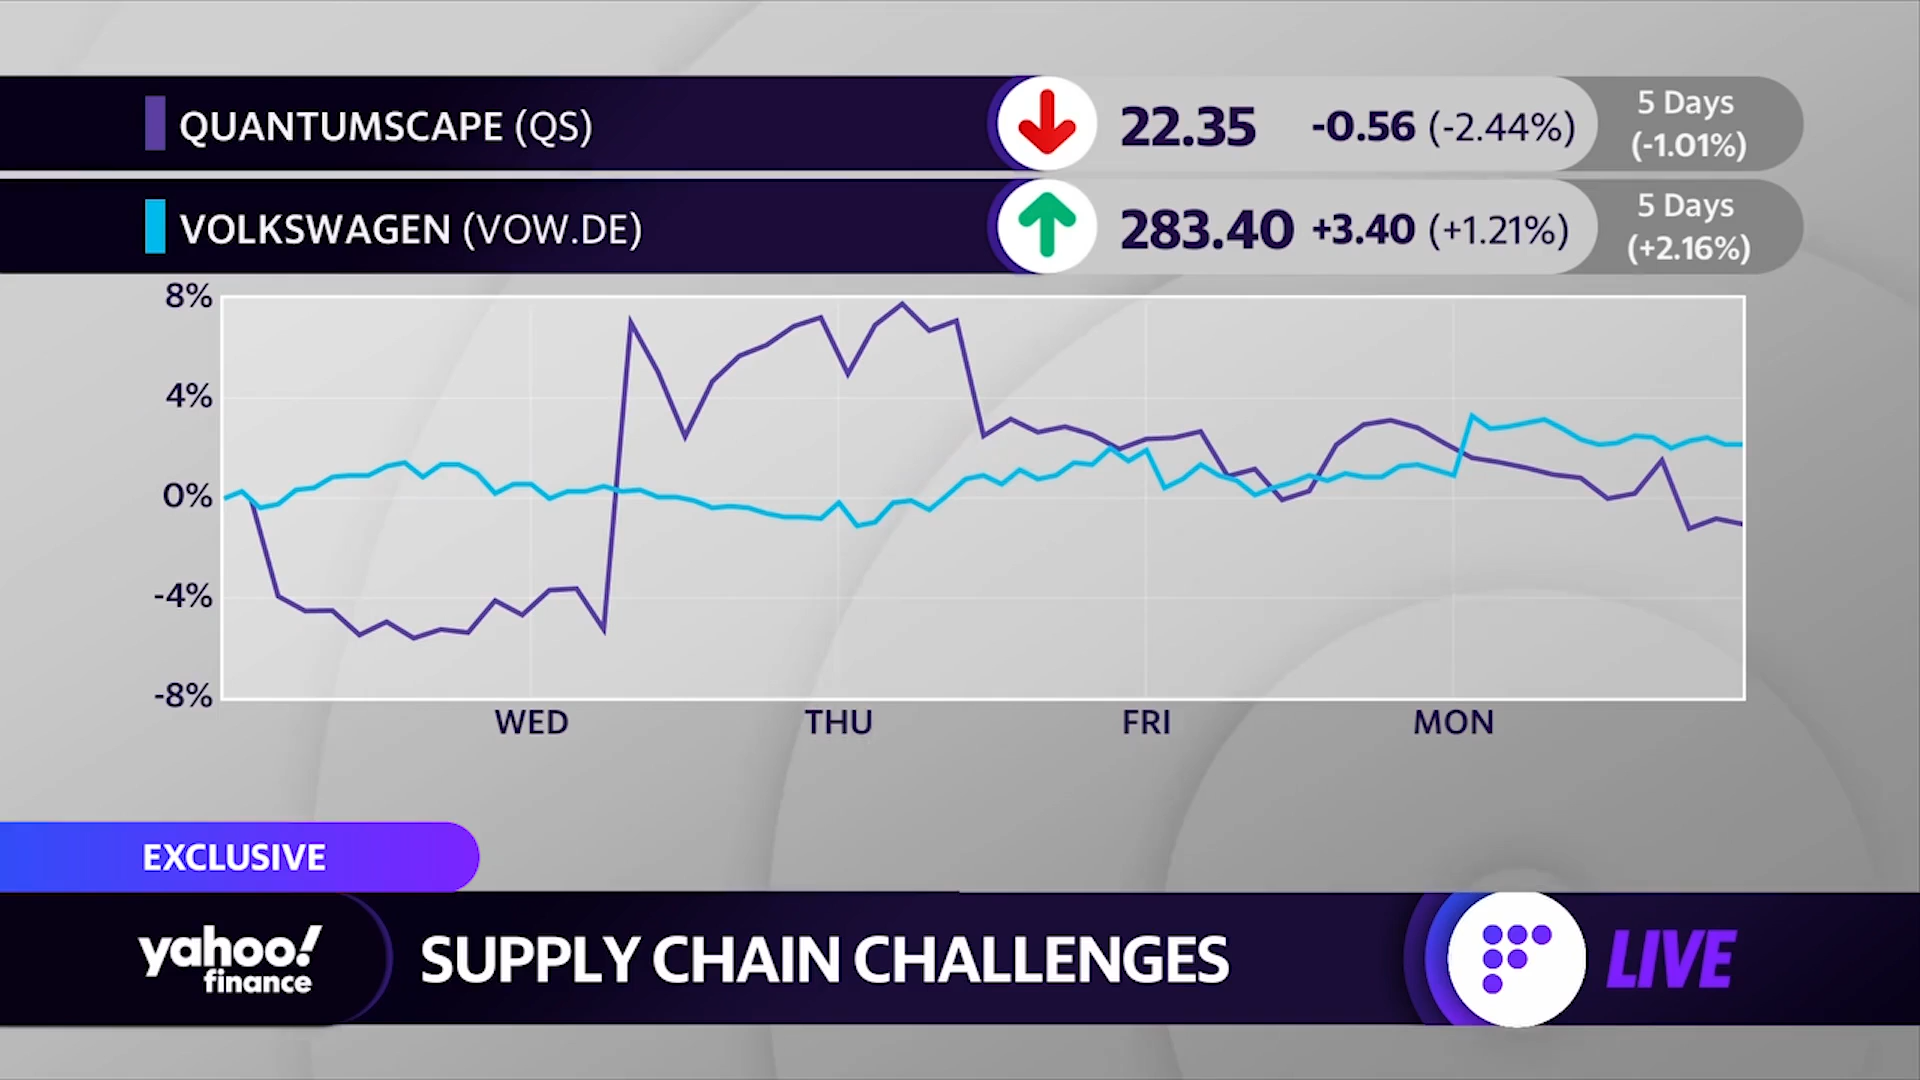 QUANTUMSCAPE (QS) 22.35 -0.56 (-2.44%) 5 Days
(-1.01%)
VOLKSWAGEN (VOW.DE) 283.40 +3.40 (+1.21%) 5 Days
(+2.16%)
8%
4%
0%
-4%
-8%
WED THU FRI MON
EXCLUSIVE
yahoo!
finance
SUPPLY CHAIN CHALLENGES
LIVE